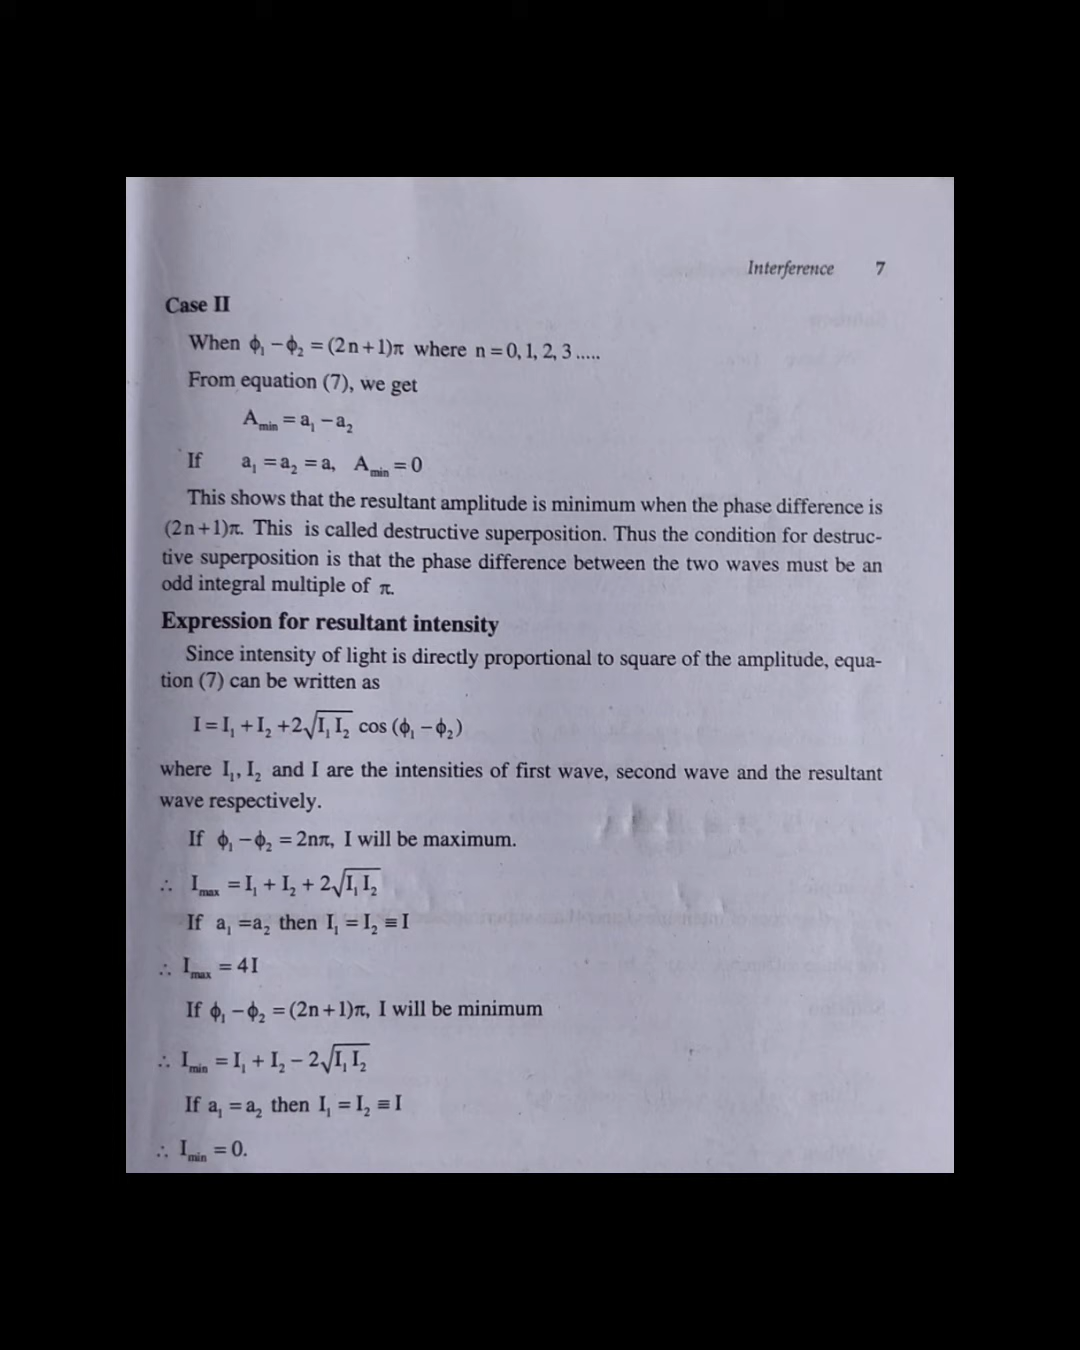 Interference 7
Case II
When ϕ₁ − ϕ₂ = (2n+1)π where n = 0, 1, 2, 3 .....
From equation (7), we get
A_min = a₁ − a₂
If a₁ = a₂ = a, A_min = 0
This shows that the resultant amplitude is minimum when the phase difference is
(2n+1)π. This is called destructive superposition. Thus the condition for destruc-
tive superposition is that the phase difference between the two waves must be an
odd integral multiple of π.
Expression for resultant intensity
Since intensity of light is directly proportional to square of the amplitude, equa-
tion (7) can be written as
I = I₁ + I₂ + 2√(I₁ I₂) cos (ϕ₁ − ϕ₂)
where I₁, I₂ and I are the intensities of first wave, second wave and the resultant
wave respectively.
If ϕ₁ − ϕ₂ = 2nπ, I will be maximum.
∴ I_max = I₁ + I₂ + 2√(I₁ I₂)
If a₁ = a₂ then I₁ = I₂ ≡ I
∴ I_max = 4I
If ϕ₁ − ϕ₂ = (2n+1)π, I will be minimum
∴ I_min = I₁ + I₂ − 2√(I₁ I₂)
If a₁ = a₂ then I₁ = I₂ ≡ I
∴ I_min = 0.